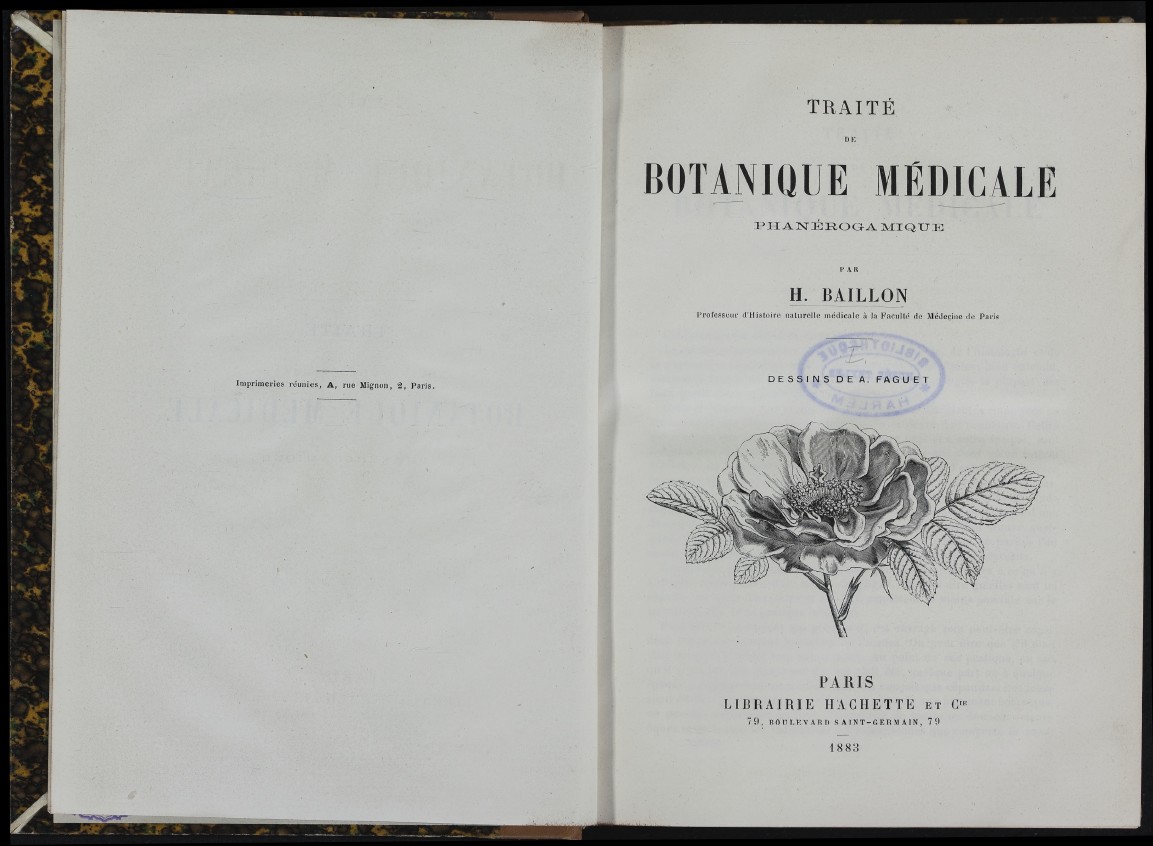 Imprimeries réunies, A, rue Mignon, 2, Paris.
TRAITÉ
DE
BOTANIQUE MÉDICALE
PHANÉROGAMIQUE
PAR
H. BAILLON
Professeur d'Histoire naturelle médicale à la Faculté de Médecine de Paris
DESSINS DE A. FAGUET
PARIS
LIBRAIRIE HACHETTE ET Cie
79, BOULEVARD SAINT-GERMAIN, 79
1883